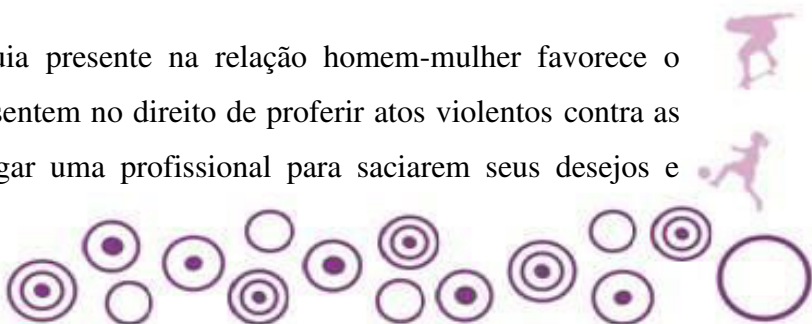 uia presente na relação homem-mulher favorece o
sentem no direito de proferir atos violentos contra as
gar uma profissional para saciarem seus desejos e